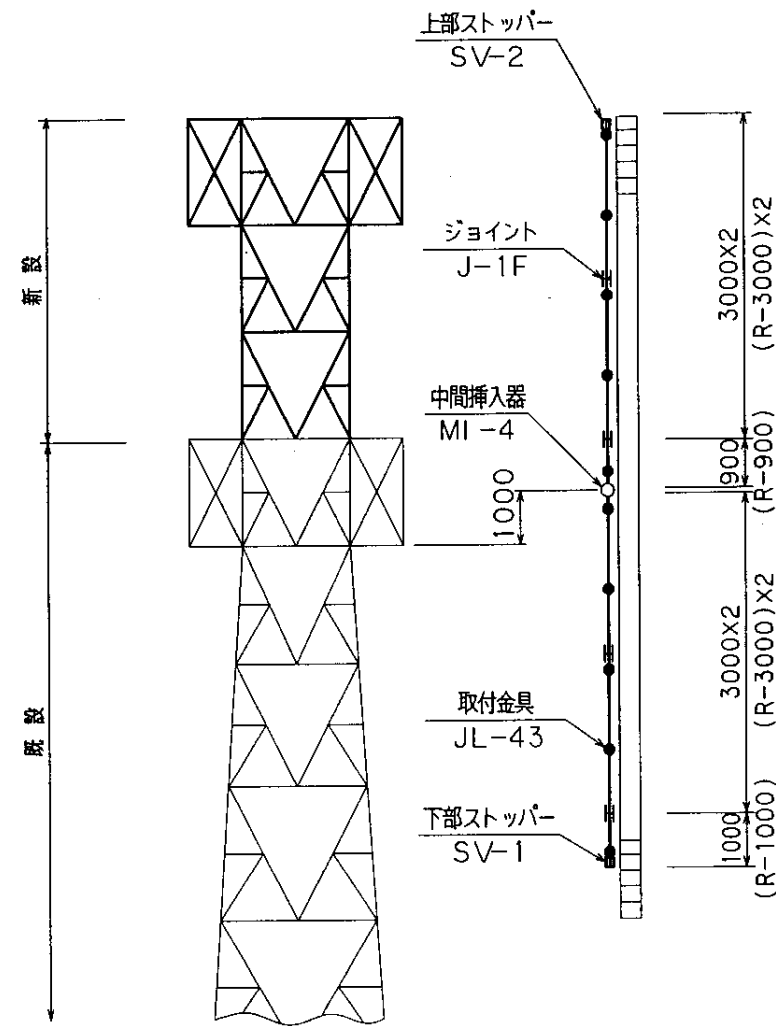 上部ストッパー
SV-2
新設
ジョイント
J-1F
3000X2
(R-3000)X2
中間挿入器
MI-4
900
(R-900)
1000
3000X2
(R-3000)X2
既設
取付金具
JL-43
下部ストッパー
SV-1
1000
(R-1000)